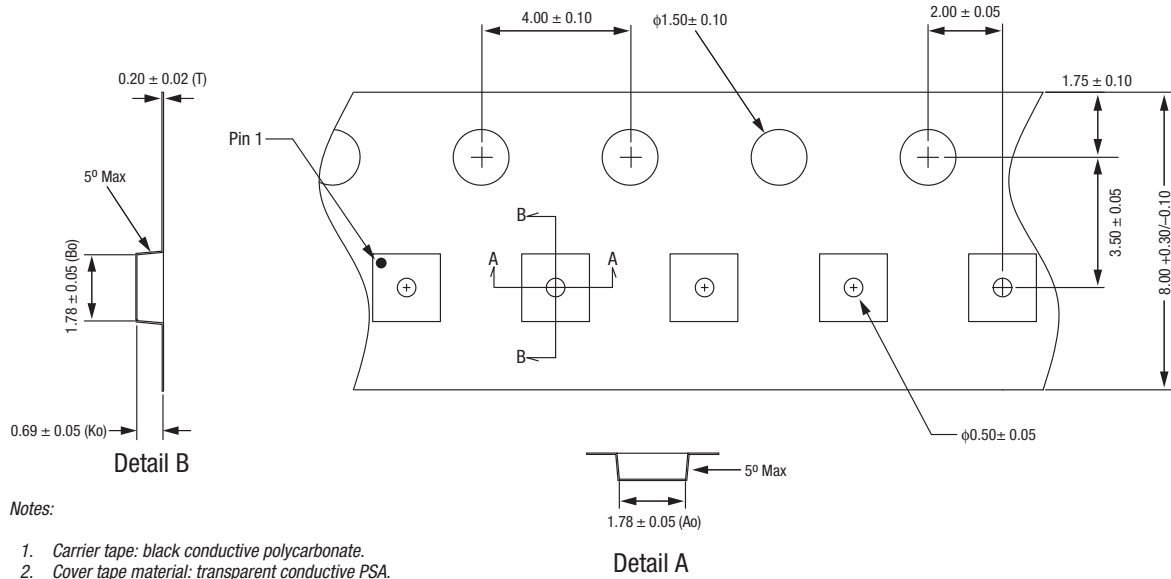 4.00 ± 0.10
ϕ1.50± 0.10
2.00 ± 0.05
0.20 ± 0.02 (T)
1.75 ± 0.10
Pin 1
5º Max
B
A
A
B
1.78 ± 0.05 (Bo)
3.50 ± 0.05
8.00 +0.30/–0.10
0.69 ± 0.05 (Ko)
Detail B
ϕ0.50± 0.05
5º Max
1.78 ± 0.05 (Ao)
Detail A
Notes:
1. Carrier tape: black conductive polycarbonate.
2. Cover tape material: transparent conductive PSA.